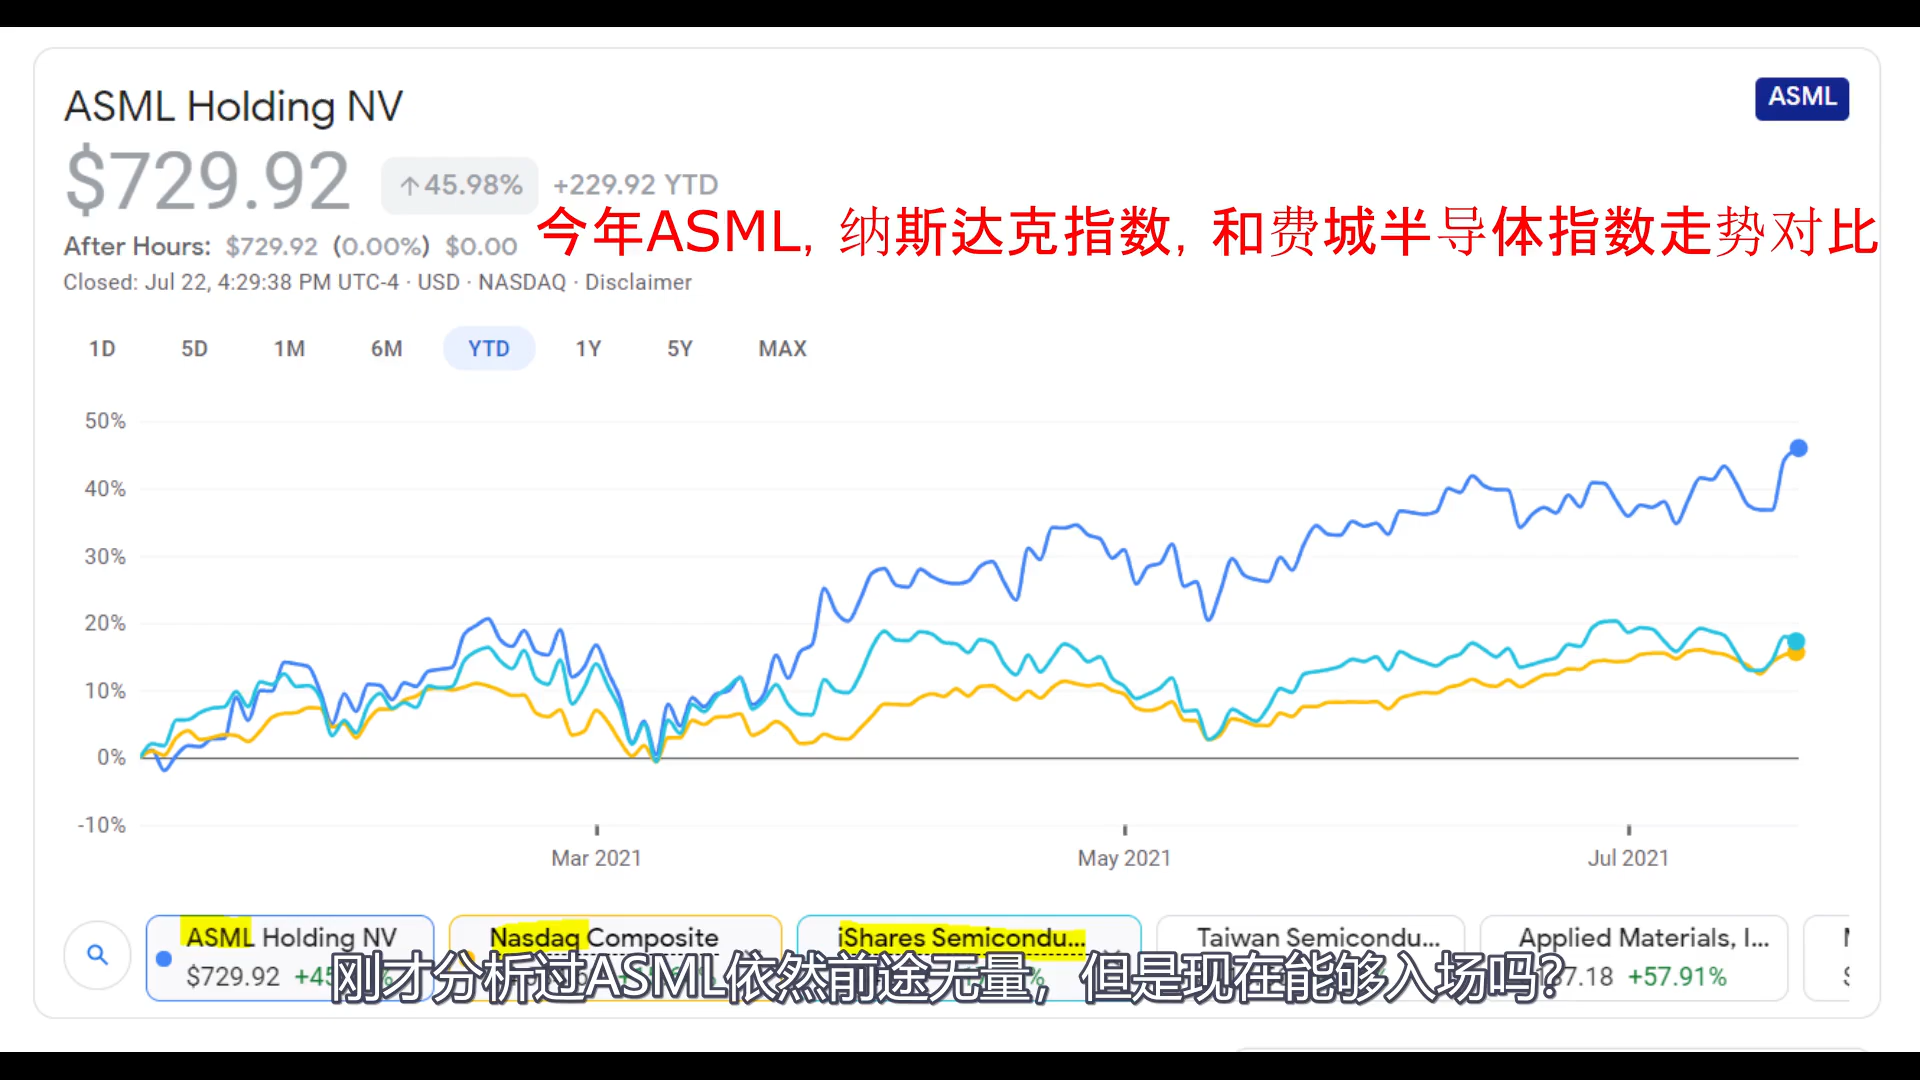 ASML Holding NV
ASML
$729.92 ↑45.98% +229.92 YTD
今年ASML, 纳斯达克指数, 和费城半导体指数走势对比
After Hours: $729.92 (0.00%) $0.00
Closed: Jul 22, 4:29:38 PM UTC-4 · USD · NASDAQ · Disclaimer
1D 5D 1M 6M YTD 1Y 5Y MAX
50%
40%
30%
20%
10%
0%
-10%
Mar 2021 May 2021 Jul 2021
ASML Holding NV Nasdaq Composite iShares Semicondu... Taiwan Semicondu... Applied Materials, I...
$729.92 +45 7.18 +57.91%
刚才分析过ASML依然前途无量，但是现在能够入场吗?